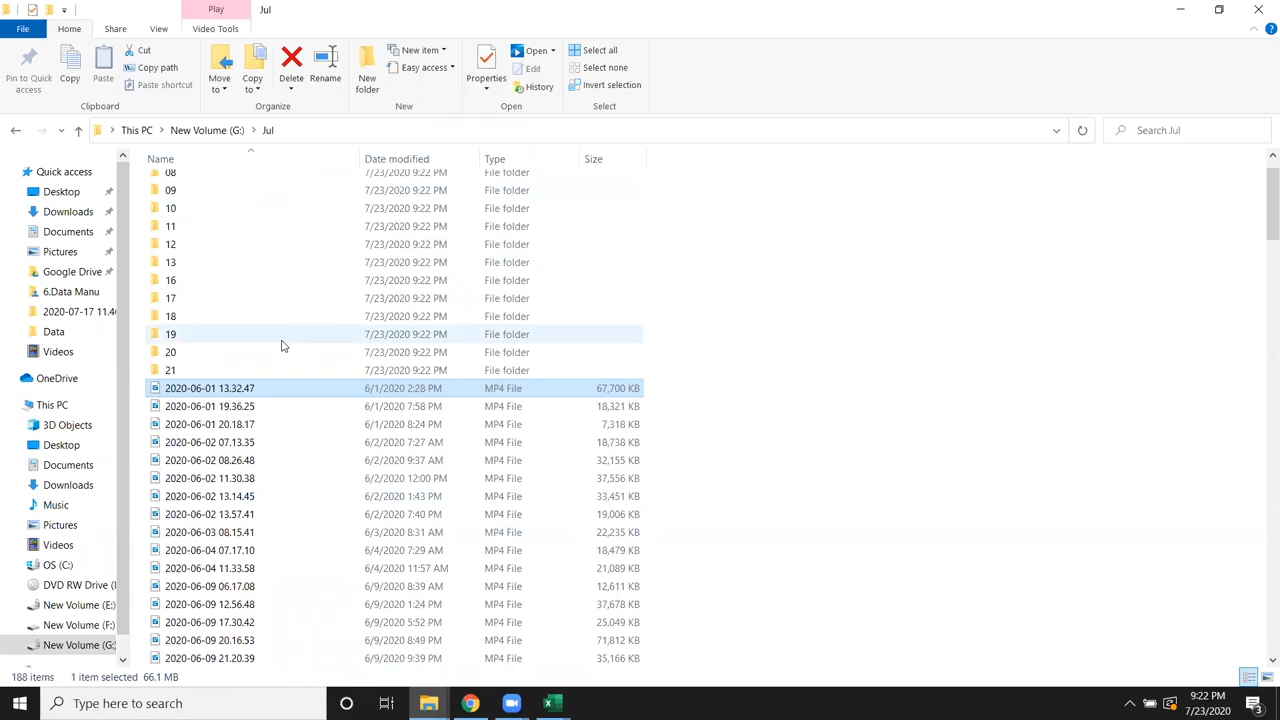 Play
Jul
File
Home
Share
View
Video Tools
Pin to Quick access
Copy
Paste
Cut
Copy path
Paste shortcut
Clipboard
Move to
Copy to
Delete
Rename
Organize
New folder
New item
Easy access
New
Properties
Open
Edit
History
Open
Select all
Select none
Invert selection
Select
This PC > New Volume (G:) > Jul
Search Jul
Name Date modified Type Size
08 7/23/2020 9:22 PM File folder
09 7/23/2020 9:22 PM File folder
10 7/23/2020 9:22 PM File folder
11 7/23/2020 9:22 PM File folder
12 7/23/2020 9:22 PM File folder
13 7/23/2020 9:22 PM File folder
16 7/23/2020 9:22 PM File folder
17 7/23/2020 9:22 PM File folder
18 7/23/2020 9:22 PM File folder
19 7/23/2020 9:22 PM File folder
20 7/23/2020 9:22 PM File folder
21 7/23/2020 9:22 PM File folder
2020-06-01 13.32.47 6/1/2020 2:28 PM MP4 File 67,700 KB
2020-06-01 19.36.25 6/1/2020 7:58 PM MP4 File 18,321 KB
2020-06-01 20.18.17 6/1/2020 8:24 PM MP4 File 7,318 KB
2020-06-02 07.13.35 6/2/2020 7:27 AM MP4 File 18,738 KB
2020-06-02 08.26.48 6/2/2020 9:37 AM MP4 File 32,155 KB
2020-06-02 11.30.38 6/2/2020 12:00 PM MP4 File 37,556 KB
2020-06-02 13.14.45 6/2/2020 1:43 PM MP4 File 33,451 KB
2020-06-02 13.57.41 6/2/2020 7:40 PM MP4 File 19,006 KB
2020-06-03 08.15.41 6/3/2020 8:31 AM MP4 File 22,235 KB
2020-06-04 07.17.10 6/4/2020 7:29 AM MP4 File 18,479 KB
2020-06-04 11.33.58 6/4/2020 11:57 AM MP4 File 21,089 KB
2020-06-09 06.17.08 6/9/2020 8:39 AM MP4 File 12,611 KB
2020-06-09 12.56.48 6/9/2020 1:24 PM MP4 File 37,678 KB
2020-06-09 17.30.42 6/9/2020 5:52 PM MP4 File 25,049 KB
2020-06-09 20.16.53 6/9/2020 8:49 PM MP4 File 71,812 KB
2020-06-09 21.20.39 6/9/2020 9:39 PM MP4 File 35,166 KB
Quick access
Desktop
Downloads
Documents
Pictures
Google Drive
6.Data Manu
2020-07-17 11.4
Data
Videos
OneDrive
This PC
3D Objects
Desktop
Documents
Downloads
Music
Pictures
Videos
OS (C:)
DVD RW Drive (
New Volume (E:)
New Volume (F:)
New Volume (G:)
188 items 1 item selected 66.1 MB
Type here to search
9:22 PM
7/23/2020
3